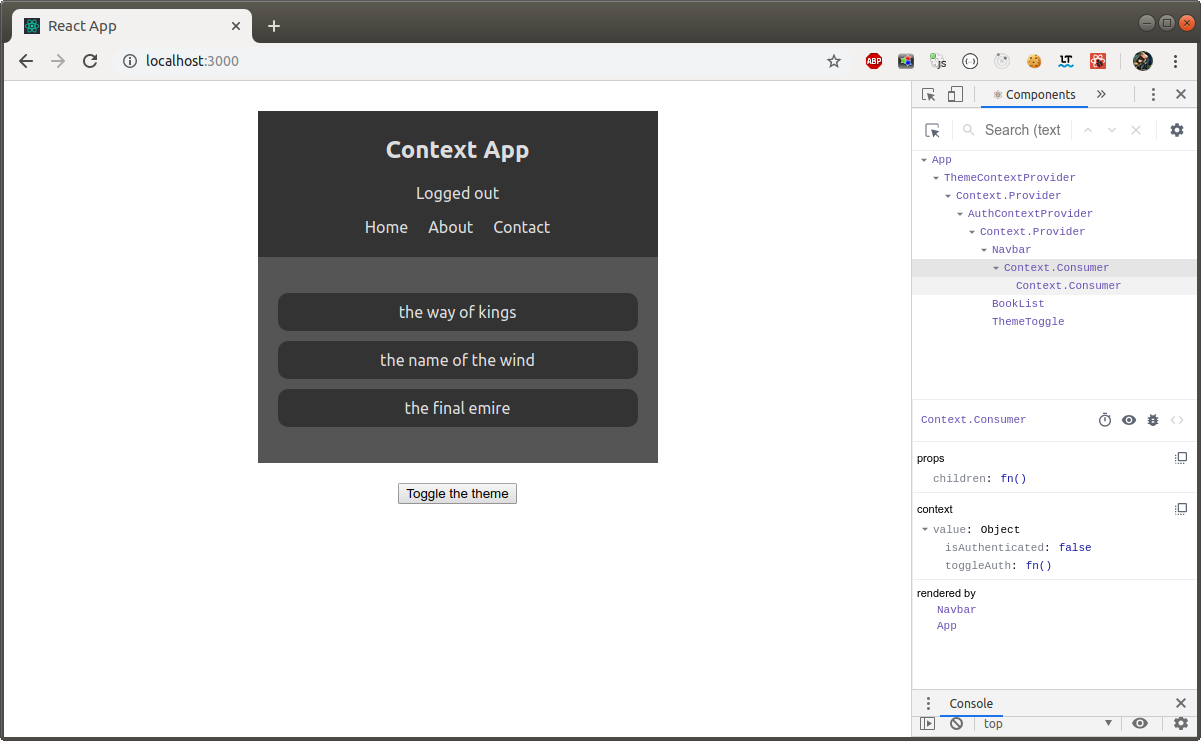 React App
localhost:3000
ABP
js
LT
Components
Search (text
Context App
Logged out
Home About Contact
the way of kings
the name of the wind
the final emire
Toggle the theme
App
ThemeContextProvider
Context.Provider
AuthContextProvider
Context.Provider
Navbar
Context.Consumer
Context.Consumer
BookList
ThemeToggle
Context.Consumer
props
children: fn()
context
value: Object
isAuthenticated: false
toggleAuth: fn()
rendered by
Navbar
App
Console
top